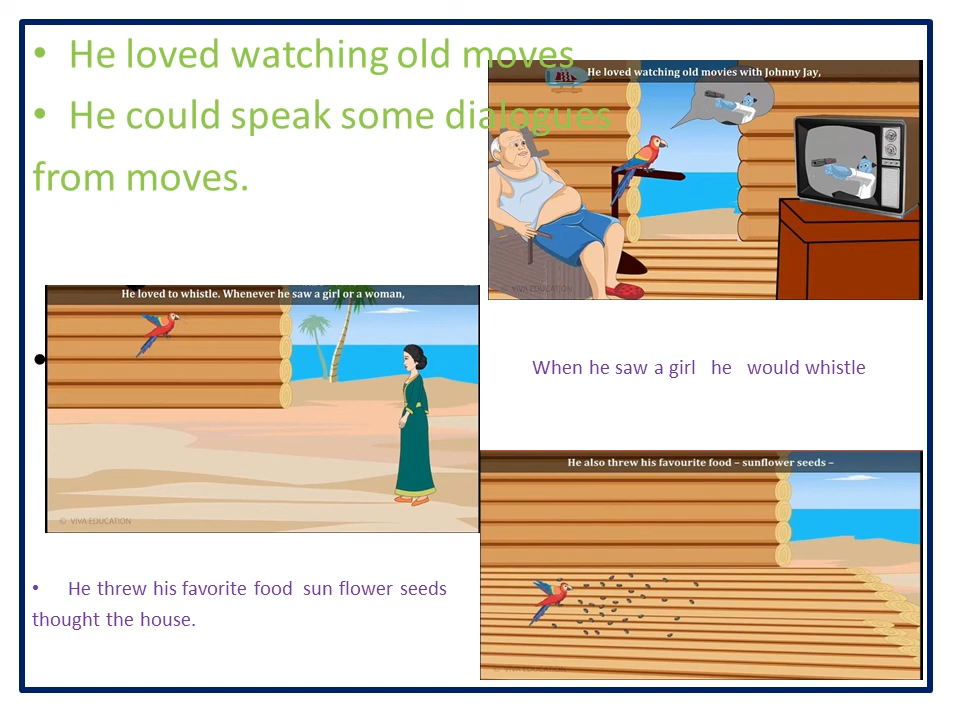 • He loved watching old moves
• He could speak some dialogues
from moves.
He loved watching old movies with Johnny Jay,
© VIVA EDUCATION
He loved to whistle. Whenever he saw a girl or a woman,
© VIVA EDUCATION
•
When he saw a girl he would whistle
He also threw his favourite food – sunflower seeds –
© VIVA EDUCATION
• He threw his favorite food sun flower seeds
thought the house.